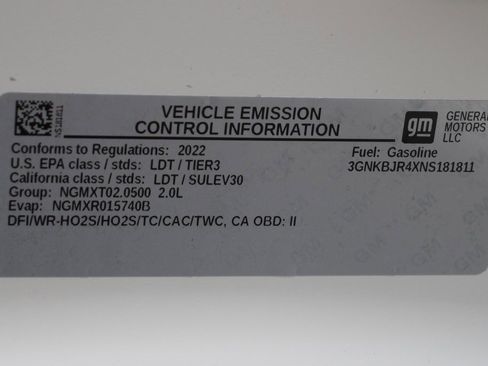 NS181811
VEHICLE EMISSION
CONTROL INFORMATION
gm
GENERAL
MOTORS
LLC
Conforms to Regulations: 2022
Fuel: Gasoline
U.S. EPA class / stds: LDT / TIER3
3GNKBJR4XNS181811
California class / stds: LDT / SULEV30
Group: NGMXT02.0500 2.0L
Evap: NGMXR015740B
DFI/WR-HO2S/HO2S/TC/CAC/TWC, CA OBD: II